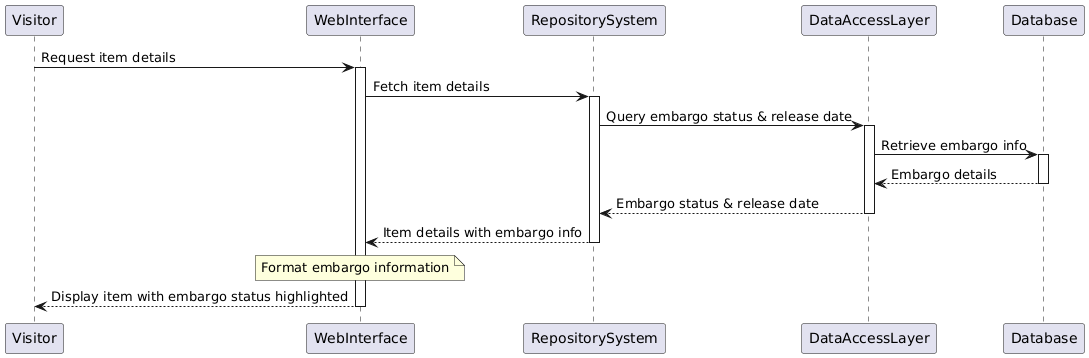 Visitor
WebInterface
RepositorySystem
DataAccessLayer
Database
Request item details
Fetch item details
Query embargo status & release date
Retrieve embargo info
Embargo details
Embargo status & release date
Item details with embargo info
Format embargo information
Display item with embargo status highlighted
Visitor
WebInterface
RepositorySystem
DataAccessLayer
Database